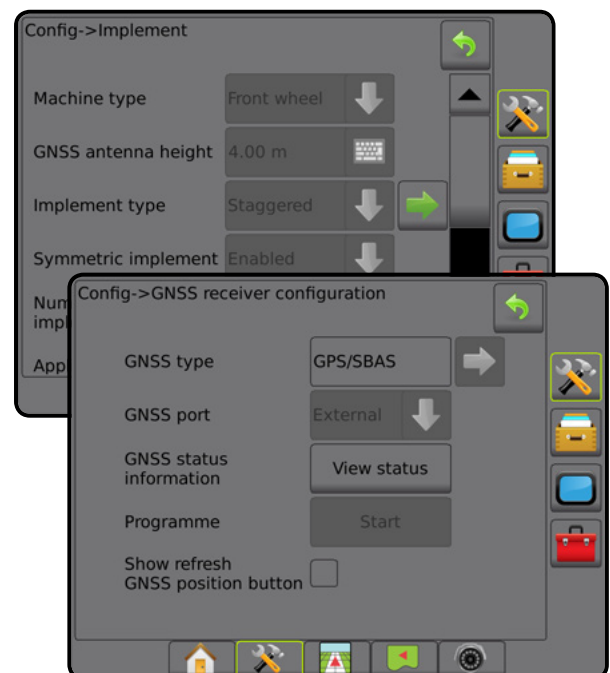 Config->Implement
Machine type Front wheel
GNSS antenna height 4.00 m
Implement type Staggered
Symmetric implement Enabled
Config->GNSS receiver configuration
GNSS type GPS/SBAS
GNSS port External
GNSS status
information View status
Programme Start
Show refresh
GNSS position button